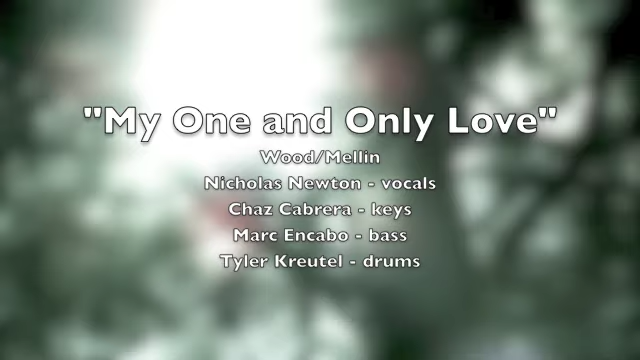 "My One and Only Love"
Wood/Mellin
Nicholas Newton - vocals
Chaz Cabrera - keys
Marc Encabo - bass
Tyler Kreutel - drums